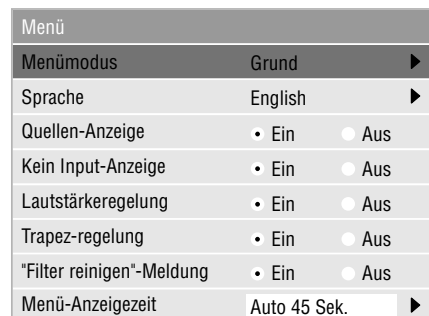 Menü
Menümodus Grund
Sprache English
Quellen-Anzeige Ein Aus
Kein Input-Anzeige Ein Aus
Lautstärkeregelung Ein Aus
Trapez-regelung Ein Aus
"Filter reinigen"-Meldung Ein Aus
Menü-Anzeigezeit Auto 45 Sek.